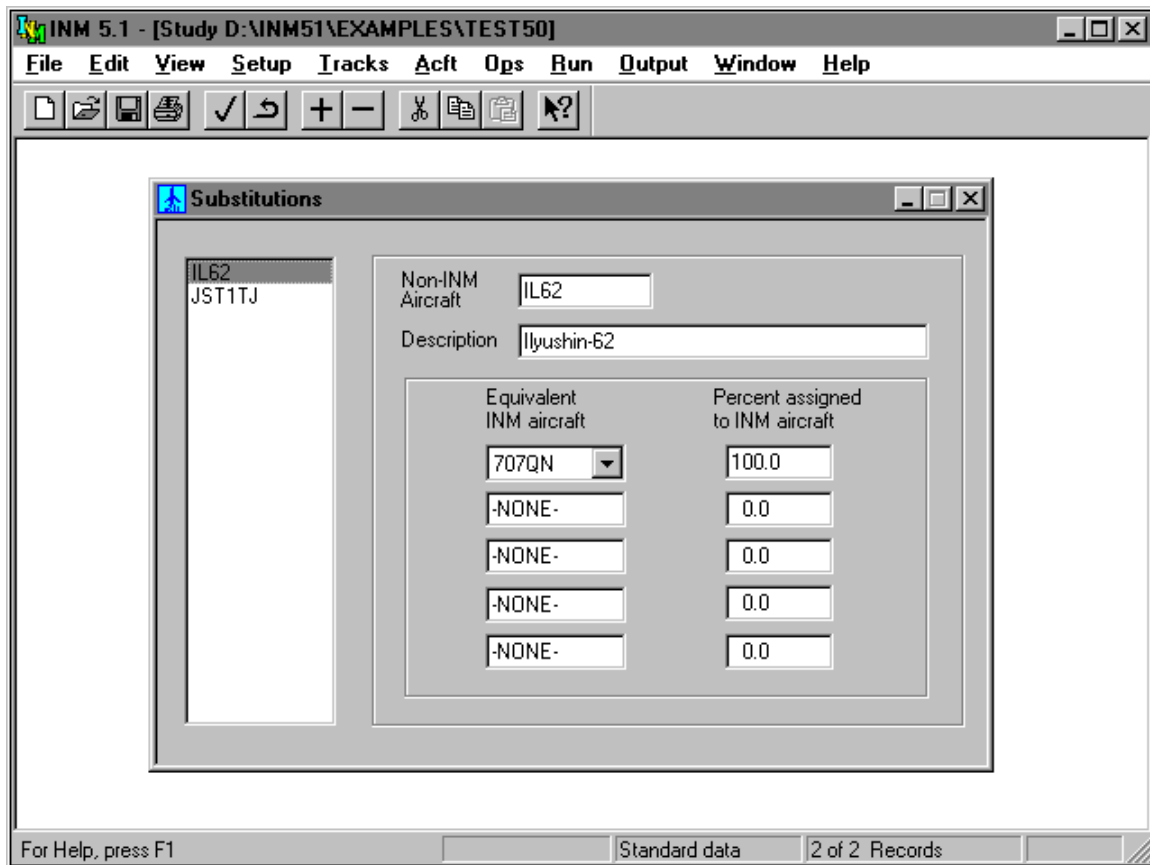 INM 5.1 - [Study D:\INM51\EXAMPLES\TEST50]
File Edit View Setup Tracks Acft Ops Run Output Window Help
Substitutions
IL62
JST1TJ
Non-INM
Aircraft
IL62
Description
Ilyushin-62
Equivalent
INM aircraft
Percent assigned
to INM aircraft
707QN 100.0
-NONE- 0.0
-NONE- 0.0
-NONE- 0.0
-NONE- 0.0
For Help, press F1 Standard data 2 of 2 Records